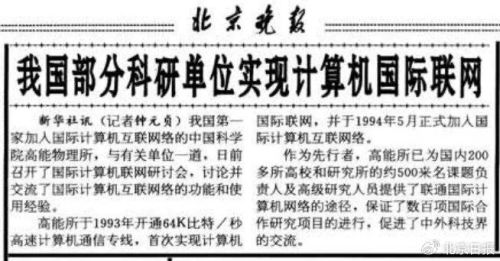 北京晚报
我国部分科研单位实现计算机国际联网
新华社讯（记者钟元贞）我国第一
家加入国际计算机互联网络的中国科学
院高能物理所，与有关单位一道，日前
召开了国际计算机联网研讨会，讨论并
交流了国际计算机互联网络的功能和使
用经验。
高能所于1993年开通64K比特／秒
高速计算机通信专线，首次实现计算机
国际联网，并于1994年5月正式加入国
际计算机互联网络。
作为先行者，高能所已为国内200
多所高校和研究所的约500来名课题负
责人及高级研究人员提供了联通国际计
算机网络的途径，保证了数百项国际合
作研究项目的进行，促进了中外科技界
的交流。
@北京日报